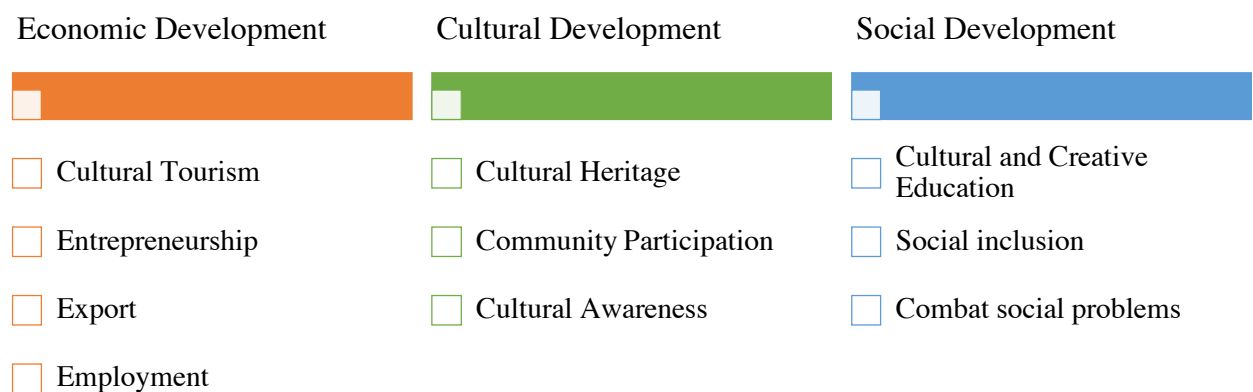 Economic Development
Cultural Tourism
Entrepreneurship
Export
Employment
Cultural Development
Cultural Heritage
Community Participation
Cultural Awareness
Social Development
Cultural and Creative
Education
Social inclusion
Combat social problems